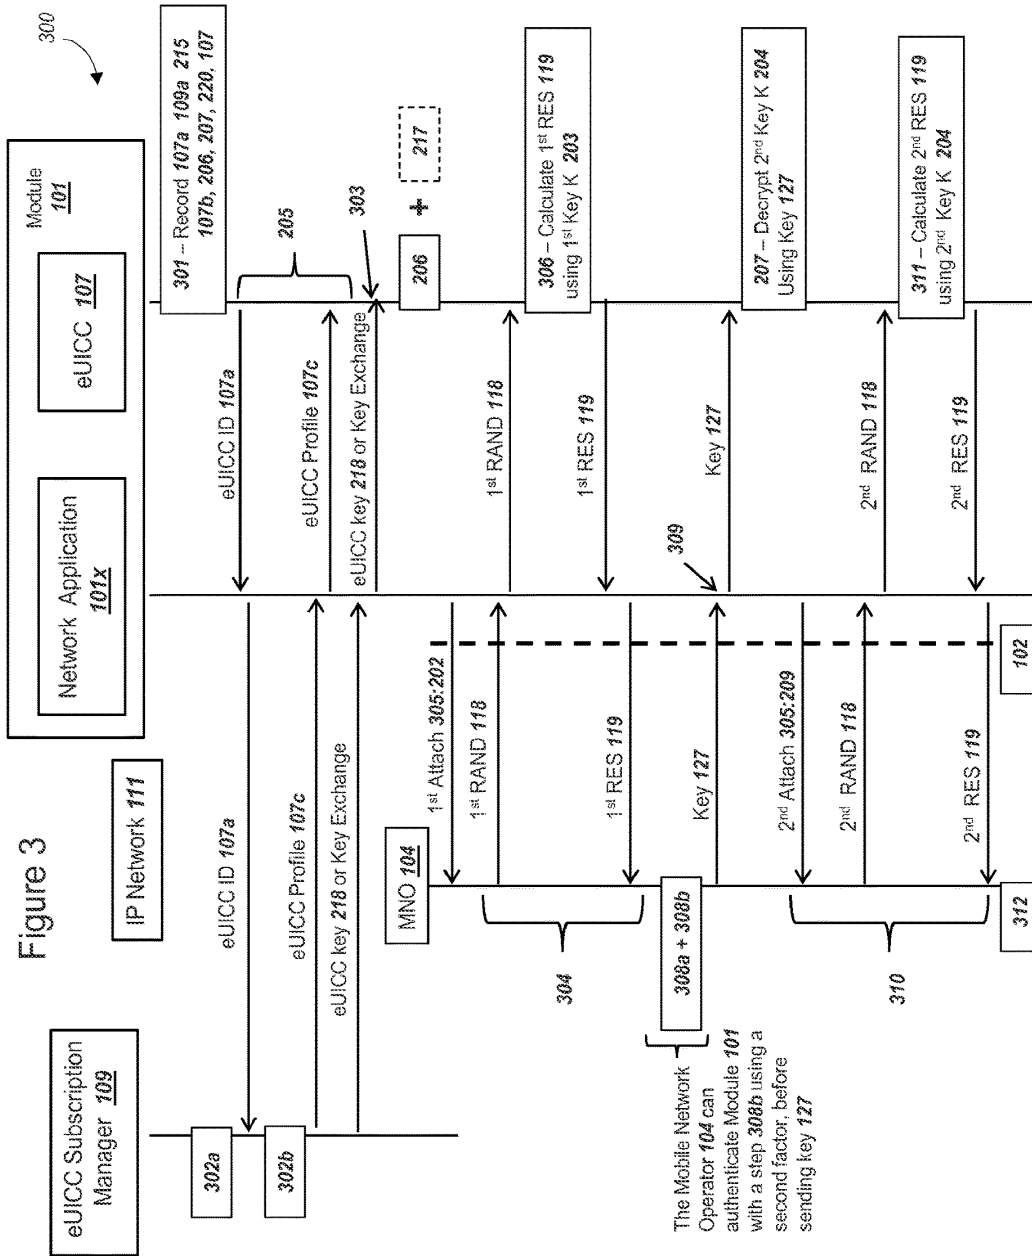 Figure 3
300
eUICC Subscription
Manager 109
IP Network 111
Module
101
Network Application
101x
eUICC 107
301 – Record 107a 109a 215
107b, 206, 207, 220, 107
302a
eUICC ID 107a
eUICC ID 107a
205
302b
eUICC Profile 107c
eUICC Profile 107c
eUICC key 218 or Key Exchange
eUICC key 218 or Key Exchange
303
MNO 104
206
+
217
1st Attach 305:202
1st RAND 118
1st RAND 118
304
306 – Calculate 1st RES 119
using 1st Key K 203
1st RES 119
1st RES 119
The Mobile Network
Operator 104 can
authenticate Module 101
with a step 308b using a
second factor, before
sending key 127
308a + 308b
309
Key 127
Key 127
207 – Decrypt 2nd Key K 204
Using Key 127
2nd Attach 305:209
2nd RAND 118
2nd RAND 118
310
311 – Calculate 2nd RES 119
using 2nd Key K 204
2nd RES 119
2nd RES 119
312
102